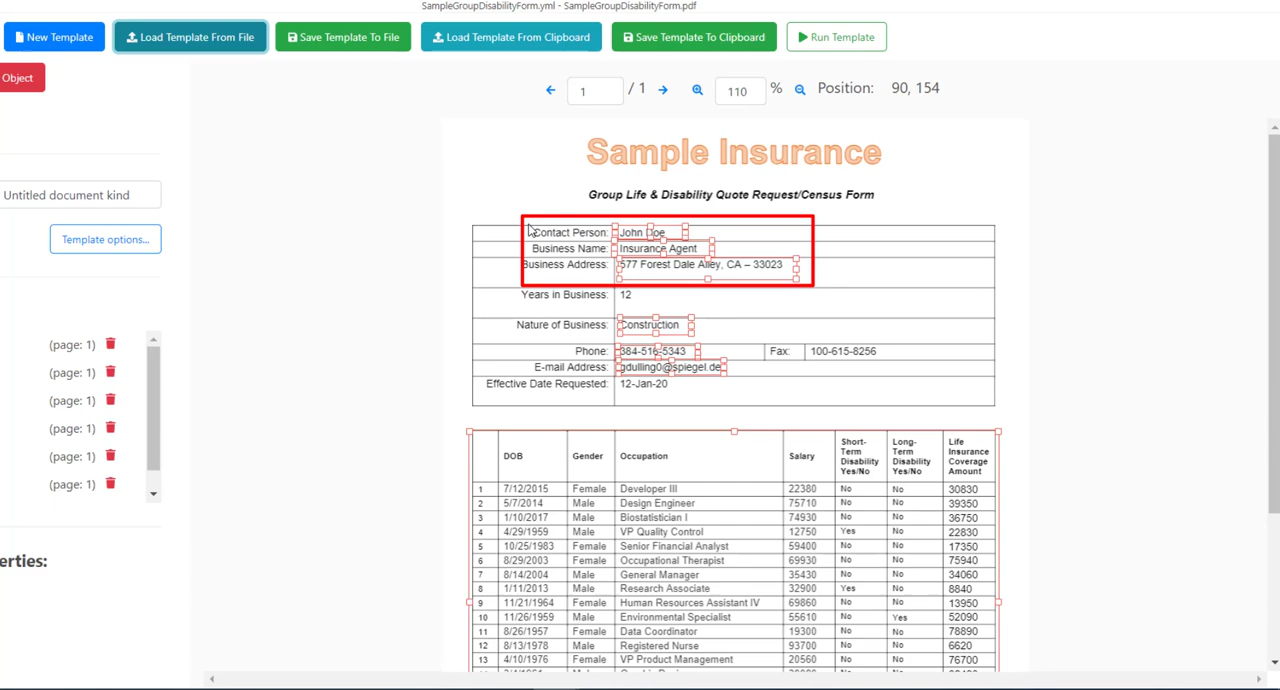 SampleGroupDisabilityForm.yml - SampleGroupDisabilityForm.pdf
New Template Load Template From File Save Template To File Load Template From Clipboard Save Template To Clipboard Run Template
Object
1 / 1 110 % Position: 90, 154
Sample Insurance
Untitled document kind
Group Life & Disability Quote Request/Census Form
Template options...
Contact Person: John Doe
Business Name: Insurance Agent
Business Address: 577 Forest Dale Alley, CA – 33023
Years in Business: 12
Nature of Business: Construction
Phone: 384-516-5343 Fax: 100-615-8256
E-mail Address: gdulling0@spiegel.de
Effective Date Requested: 12-Jan-20
(page: 1)
(page: 1)
(page: 1)
(page: 1)
(page: 1)
(page: 1)
erties:
DOB Gender Occupation Salary Short-Term Disability Yes/No Long-Term Disability Yes/No Life Insurance Coverage Amount
1 7/12/2015 Female Developer III 22380 No No 30830
2 5/7/2014 Male Design Engineer 75710 No No 39350
3 1/10/2017 Male Biostatistician I 74930 No No 36750
4 4/29/1959 Male VP Quality Control 12750 Yes No 22830
5 10/25/1983 Female Senior Financial Analyst 59400 No No 17350
6 8/29/2003 Female Occupational Therapist 69930 No No 75940
7 8/14/2004 Male General Manager 35430 No No 34060
8 1/11/2013 Male Research Associate 32900 Yes No 8840
9 11/21/1964 Female Human Resources Assistant IV 69860 No No 13950
10 11/26/1959 Male Environmental Specialist 55610 No Yes 52090
11 8/26/1957 Female Data Coordinator 19300 No No 78890
12 8/13/1978 Male Registered Nurse 93700 No No 6620
13 4/10/1976 Female VP Product Management 20560 No No 76700